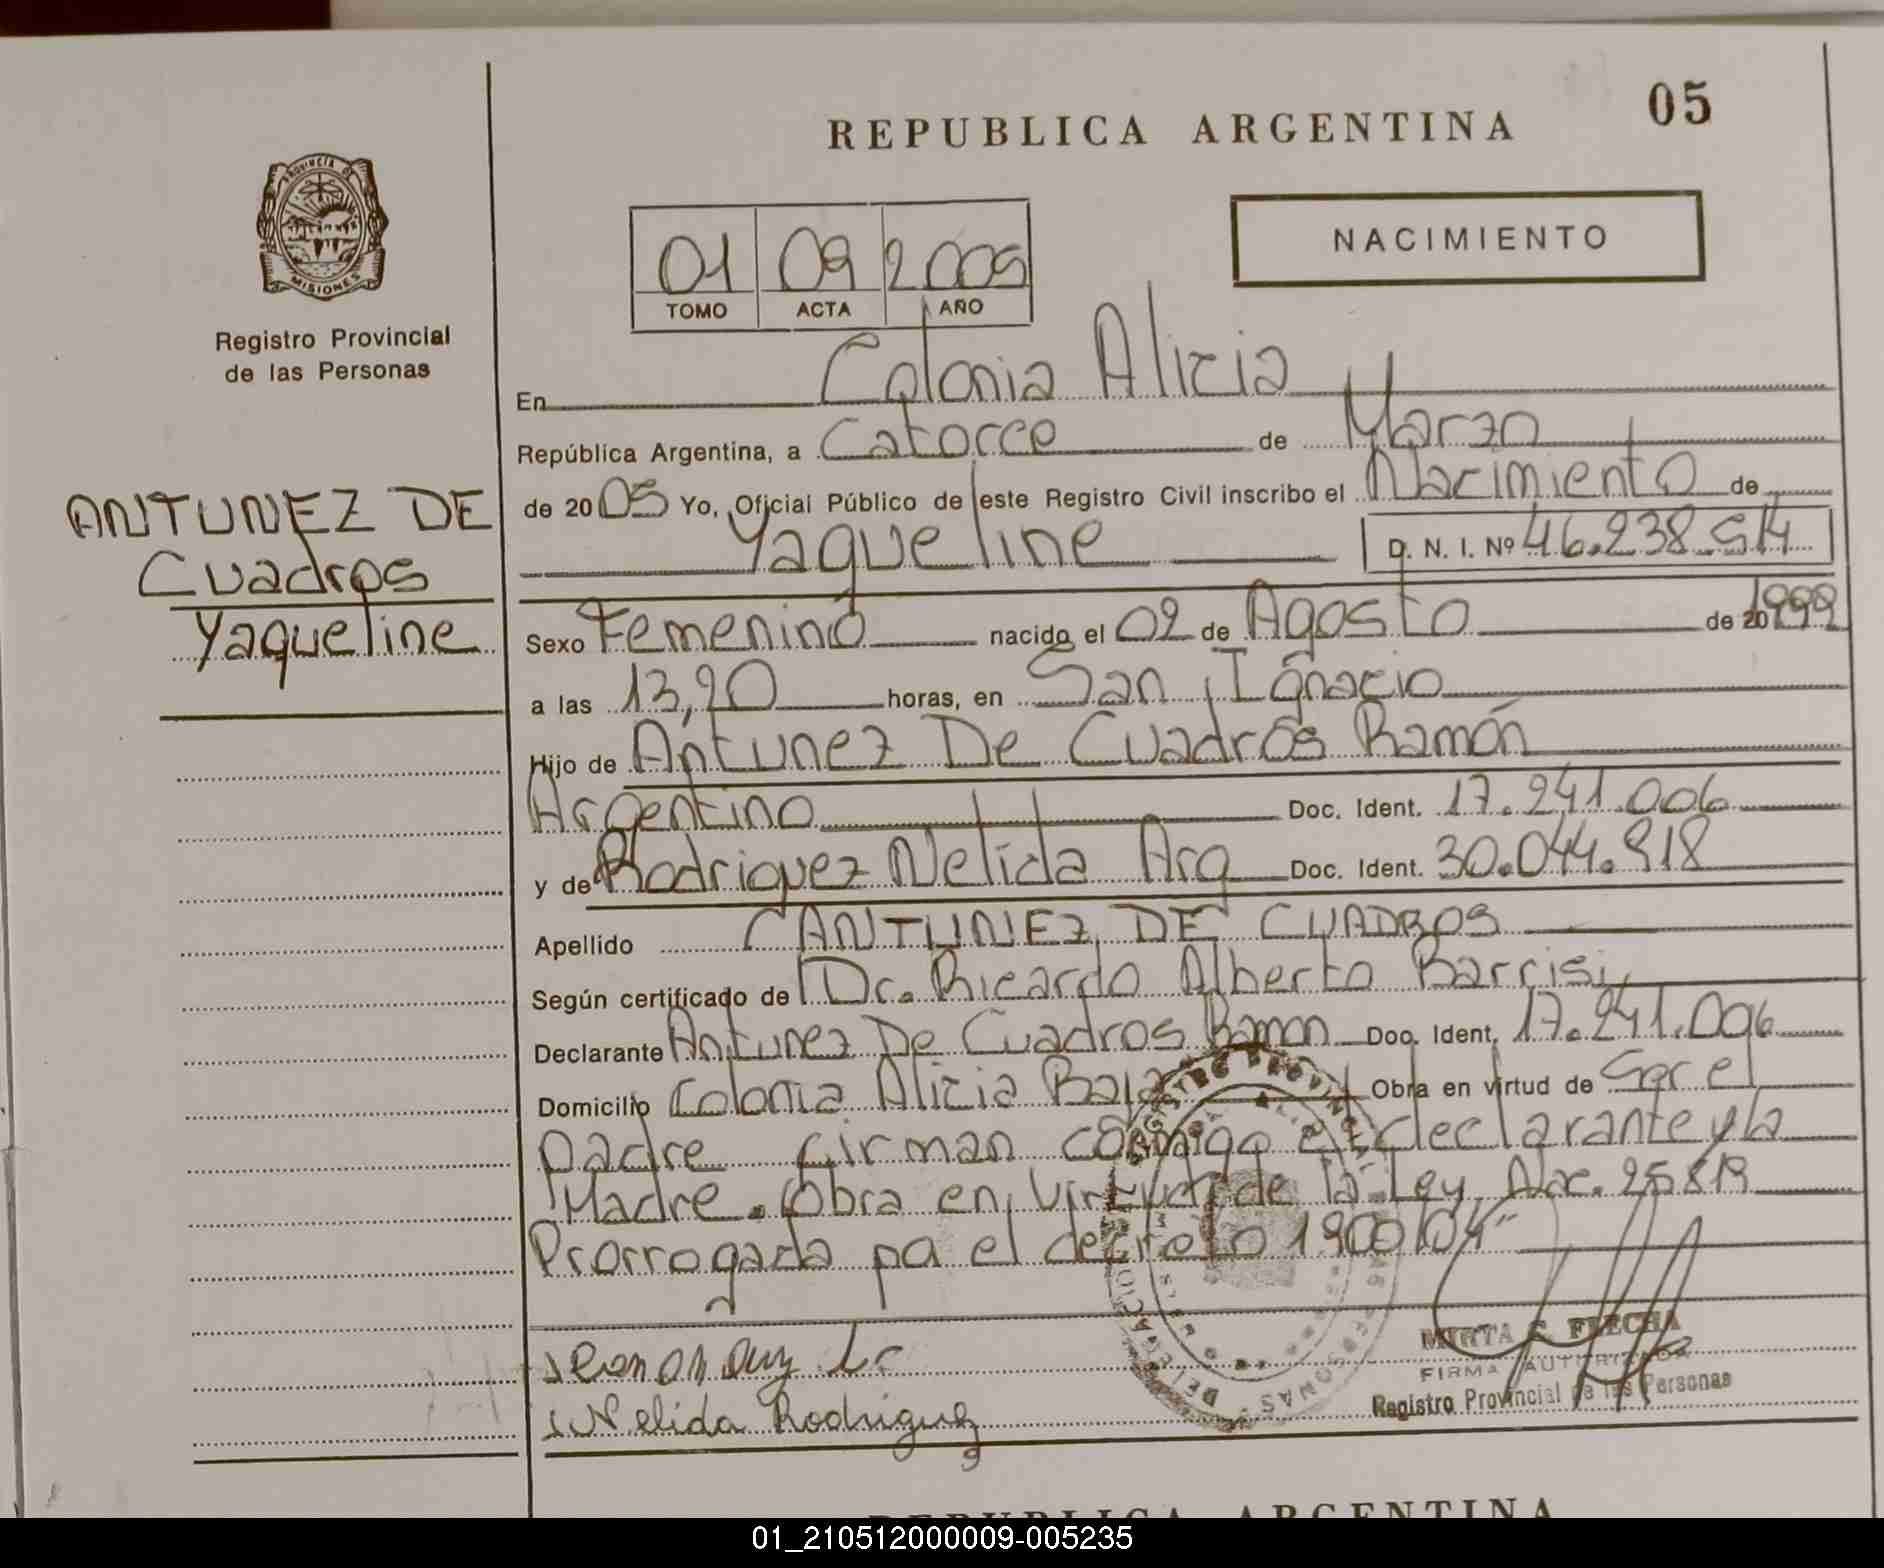 05
REPUBLICA ARGENTINA
PROVINCIA DE
MISIONES
Registro Provincial
de las Personas
01 09 2005
TOMO ACTA AÑO
NACIMIENTO
En Colonia Alicia
República Argentina, a Catorce de Marzo
de 2005 Yo, Oficial Público de este Registro Civil inscribo el Nacimiento de
Yaqueline D. N. I. Nº 46.238.514
ANTUNEZ DE
Cuadros
Yaqueline
Sexo Femenino nacido el 02 de Agosto de 20 1999
a las 13,20 horas, en San Ignacio
Hijo de Antunez De Cuadros Ramón
Argentino Doc. Ident. 17.241.006
y de Rodriguez Nelida Arg Doc. Ident. 30.044.918
Apellido ANTUNEZ DE CUADROS
Según certificado de Dr. Ricardo Alberto Barrisi
Declarante Antunez De Cuadros Ramon Doc. Ident. 17.241.006
Domicilio Colonia Alicia Baja Obra en virtud de Ser el
padre firman conmigo el declarante y la
Madre. Obra en virtud de la Ley Nac. 25.819
Prorrogada por el decreto 1900/04
Nelida Rodriguez
MIRTA C. FLECHA
FIRMA AUTORIZADA
Registro Provincial de las Personas
REPUBLICA ARGENTINA
01_210512000009-005235